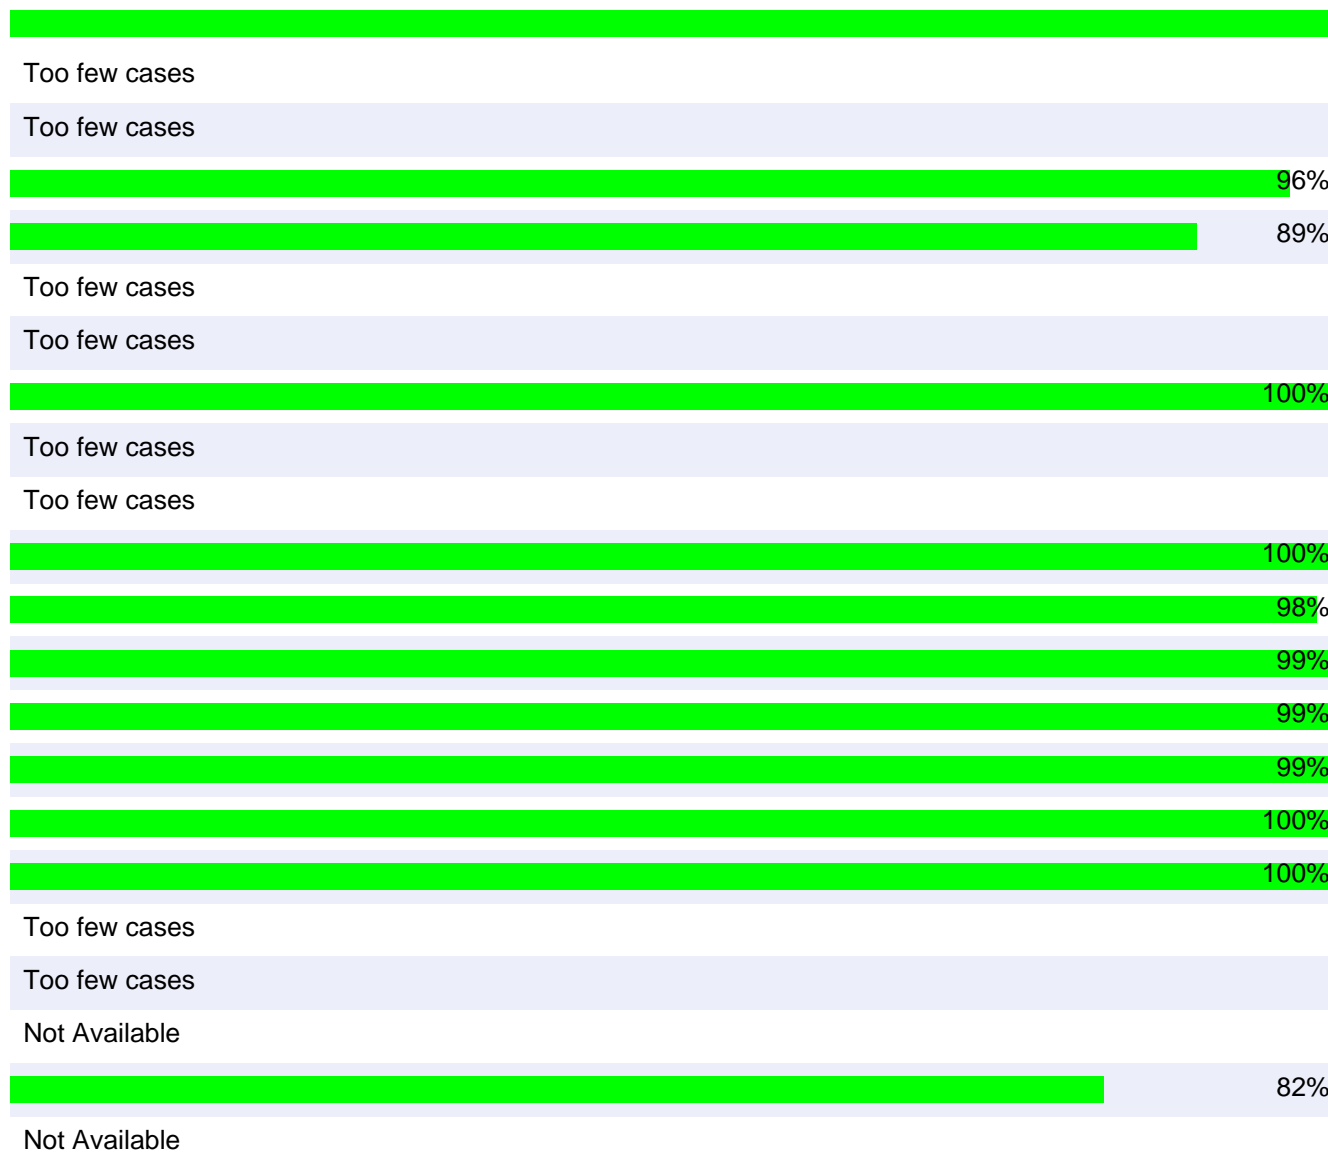 Too few cases
Too few cases
96%
89%
Too few cases
Too few cases
100%
Too few cases
Too few cases
100%
98%
99%
99%
99%
100%
100%
Too few cases
Too few cases
Not Available
82%
Not Available